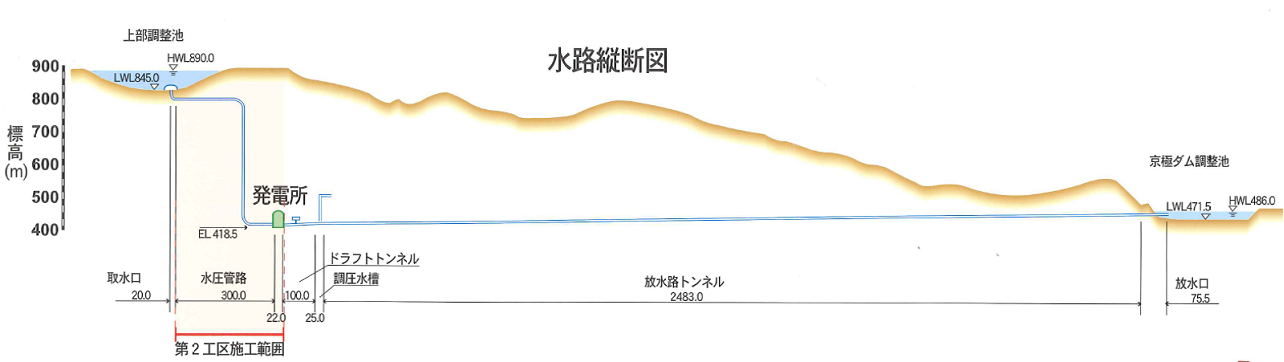 水路縦断図
上部調整池
HWL890.0
LWL845.0
900
800
700
600
500
400
標高
(m)
発電所
EL 418.5
京極ダム調整池
LWL471.5
HWL486.0
ドラフトトンネル
調圧水槽
取水口
水圧管路
放水路トンネル
放水口
20.0
300.0
22.0
100.0
25.0
2483.0
75.5
第2工区施工範囲